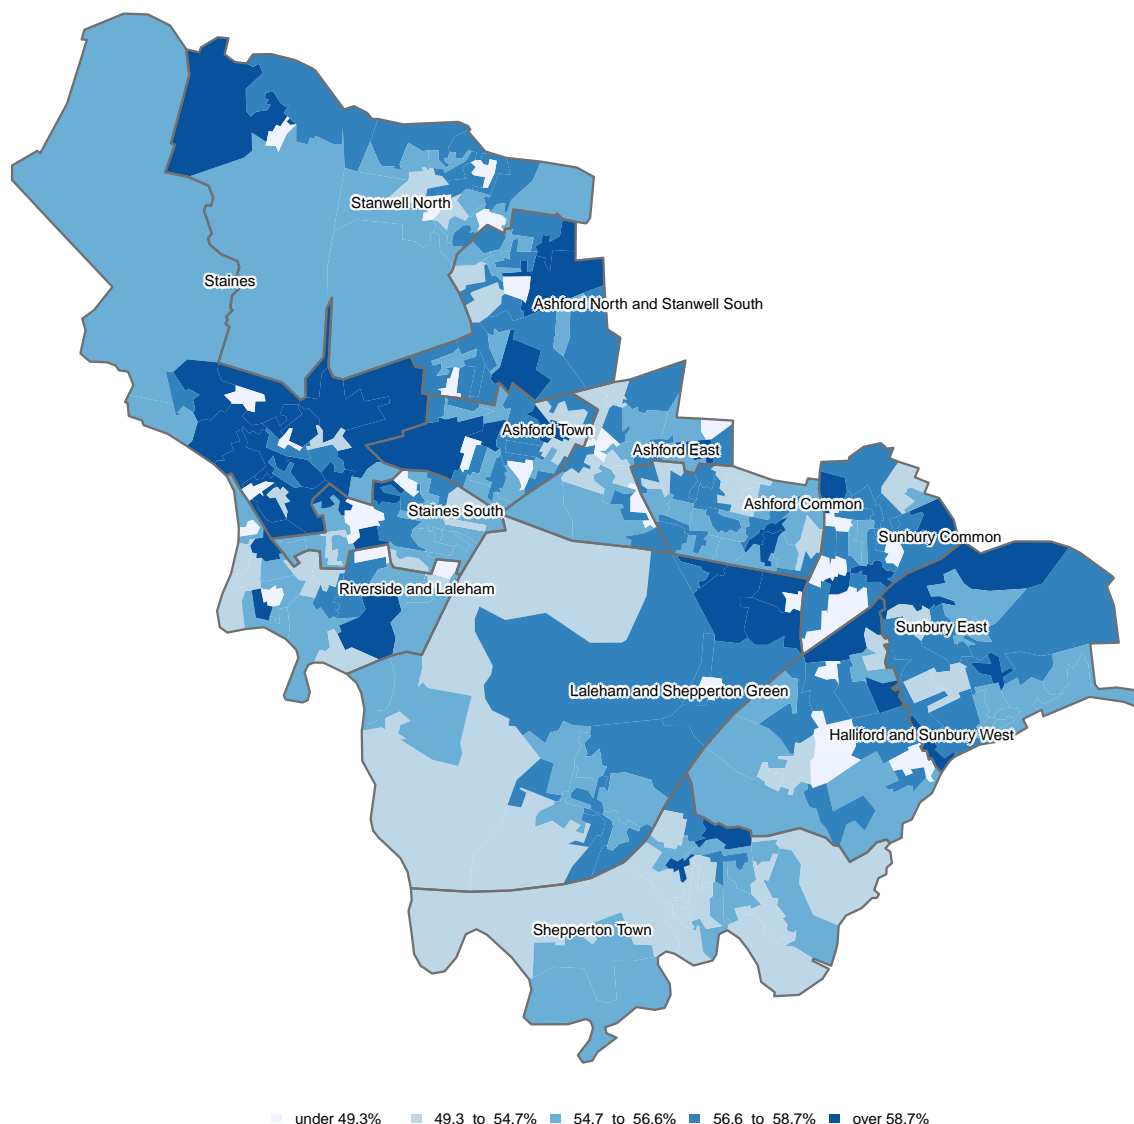 Stanwell North
Staines
Ashford North and Stanwell South
Ashford Town
Ashford East
Staines South
Ashford Common
Sunbury Common
Riverside and Laleham
Sunbury East
Laleham and Shepperton Green
Halliford and Sunbury West
Shepperton Town
under 49.3% 49.3 to 54.7% 54.7 to 56.6% 56.6 to 58.7% over 58.7%